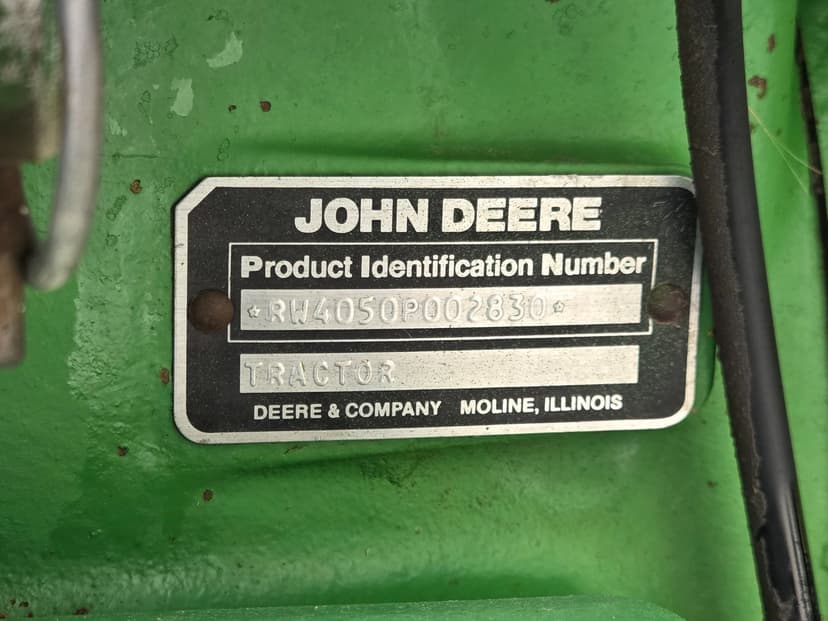 JOHN DEERE
Product Identification Number
*RW4050P002830*
TRACTOR
DEERE & COMPANY MOLINE, ILLINOIS